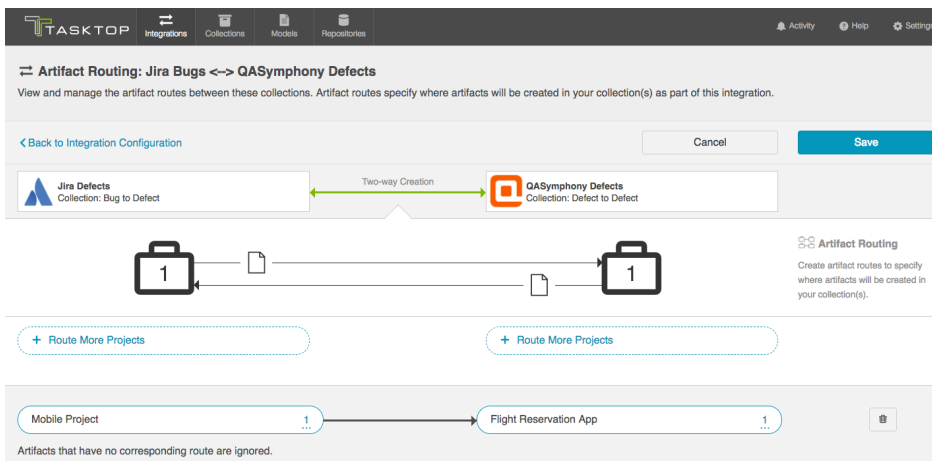 TASKTOP
Integrations
Collections
Models
Repositories
Activity
Help
Settings
Artifact Routing: Jira Bugs <--> QASymphony Defects
View and manage the artifact routes between these collections. Artifact routes specify where artifacts will be created in your collection(s) as part of this integration.
Back to Integration Configuration
Cancel
Save
Jira Defects
Collection: Bug to Defect
Two-way Creation
QASymphony Defects
Collection: Defect to Defect
1
1
Artifact Routing
Create artifact routes to specify
where artifacts will be created in
your collection(s).
+ Route More Projects
+ Route More Projects
Mobile Project 1
Flight Reservation App 1
Artifacts that have no corresponding route are ignored.